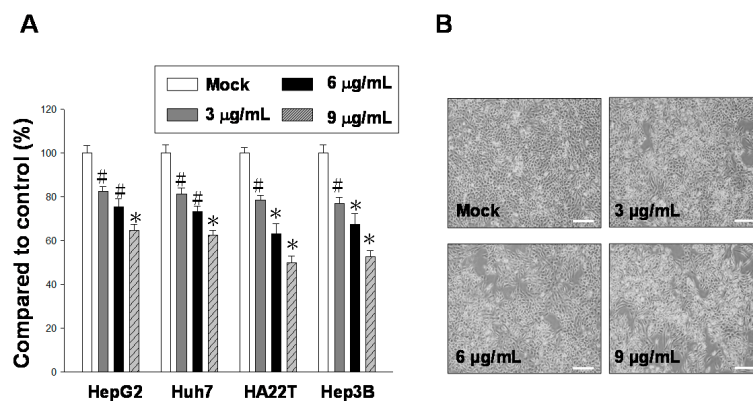 A
B
Mock
3 μg/mL
6 μg/mL
9 μg/mL
Compared to control (%)
120
100
80
60
40
20
0
# # *
# # *
# * *
# * *
HepG2 Huh7 HA22T Hep3B
Mock
3 μg/mL
6 μg/mL
9 μg/mL